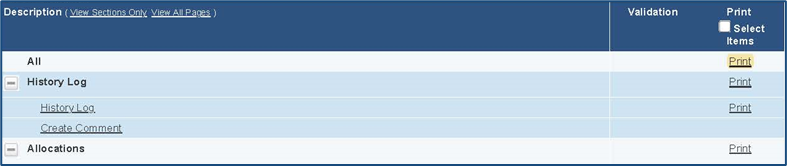 Description ( View Sections Only View All Pages ) Validation Print
Select
Items
All Print
History Log Print
History Log Print
Create Comment
Allocations Print